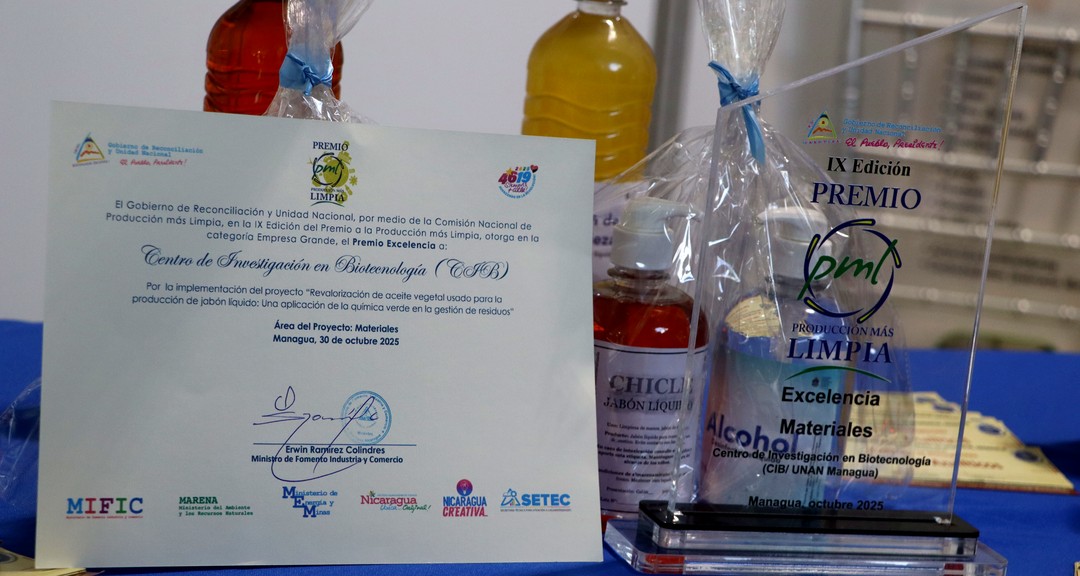 Gobierno de Reconciliación
y Unidad Nacional
El Pueblo, Presidente!
PREMIO
pml
PRODUCCIÓN MÁS
LIMPIA
4619
El Gobierno de Reconciliación y Unidad Nacional, por medio de la Comisión Nacional de
Producción más Limpia, en la IX Edición del Premio a la Producción más Limpia, otorga en la
categoría Empresa Grande, el Premio Excelencia a:
Centro de Investigación en Biotecnología (CIB)
Por la implementación del proyecto "Revalorización de aceite vegetal usado para la
producción de jabón líquido: Una aplicación de la química verde en la gestión de residuos"
Área del Proyecto: Materiales
Managua, 30 de octubre 2025
Erwin Ramírez Colindres
Ministro de Fomento Industria y Comercio
MIFIC
MARENA
Ministerio del Ambiente
y los Recursos Naturales
Ministerio de
Energía y
Minas
Nicaragua
NICARAGUA
CREATIVA
SETEC
CHICLE
JABÓN LÍQUIDO
Alcohol
Gobierno de Reconciliación
y Unidad Nacional
El Pueblo, Presidente!
IX Edición
PREMIO
pml
PRODUCCIÓN MÁS
LIMPIA
Excelencia
Materiales
Centro de Investigación en Biotecnología
(CIB/ UNAN Managua)
Managua, octubre 2025